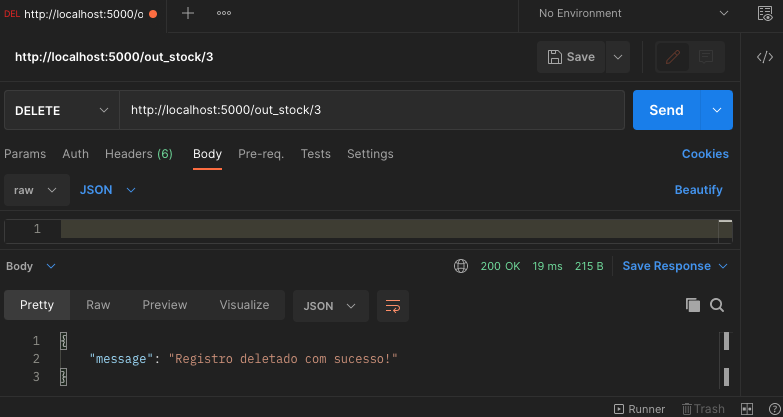 DEL http://localhost:5000/o
No Environment
http://localhost:5000/out_stock/3
Save
DELETE
http://localhost:5000/out_stock/3
Send
Params Auth Headers (6) Body Pre-req. Tests Settings
Cookies
raw
JSON
Beautify
1
Body
200 OK 19 ms 215 B
Save Response
Pretty Raw Preview Visualize
JSON
1 {
2 "message": "Registro deletado com sucesso!"
3 }
Runner
Trash